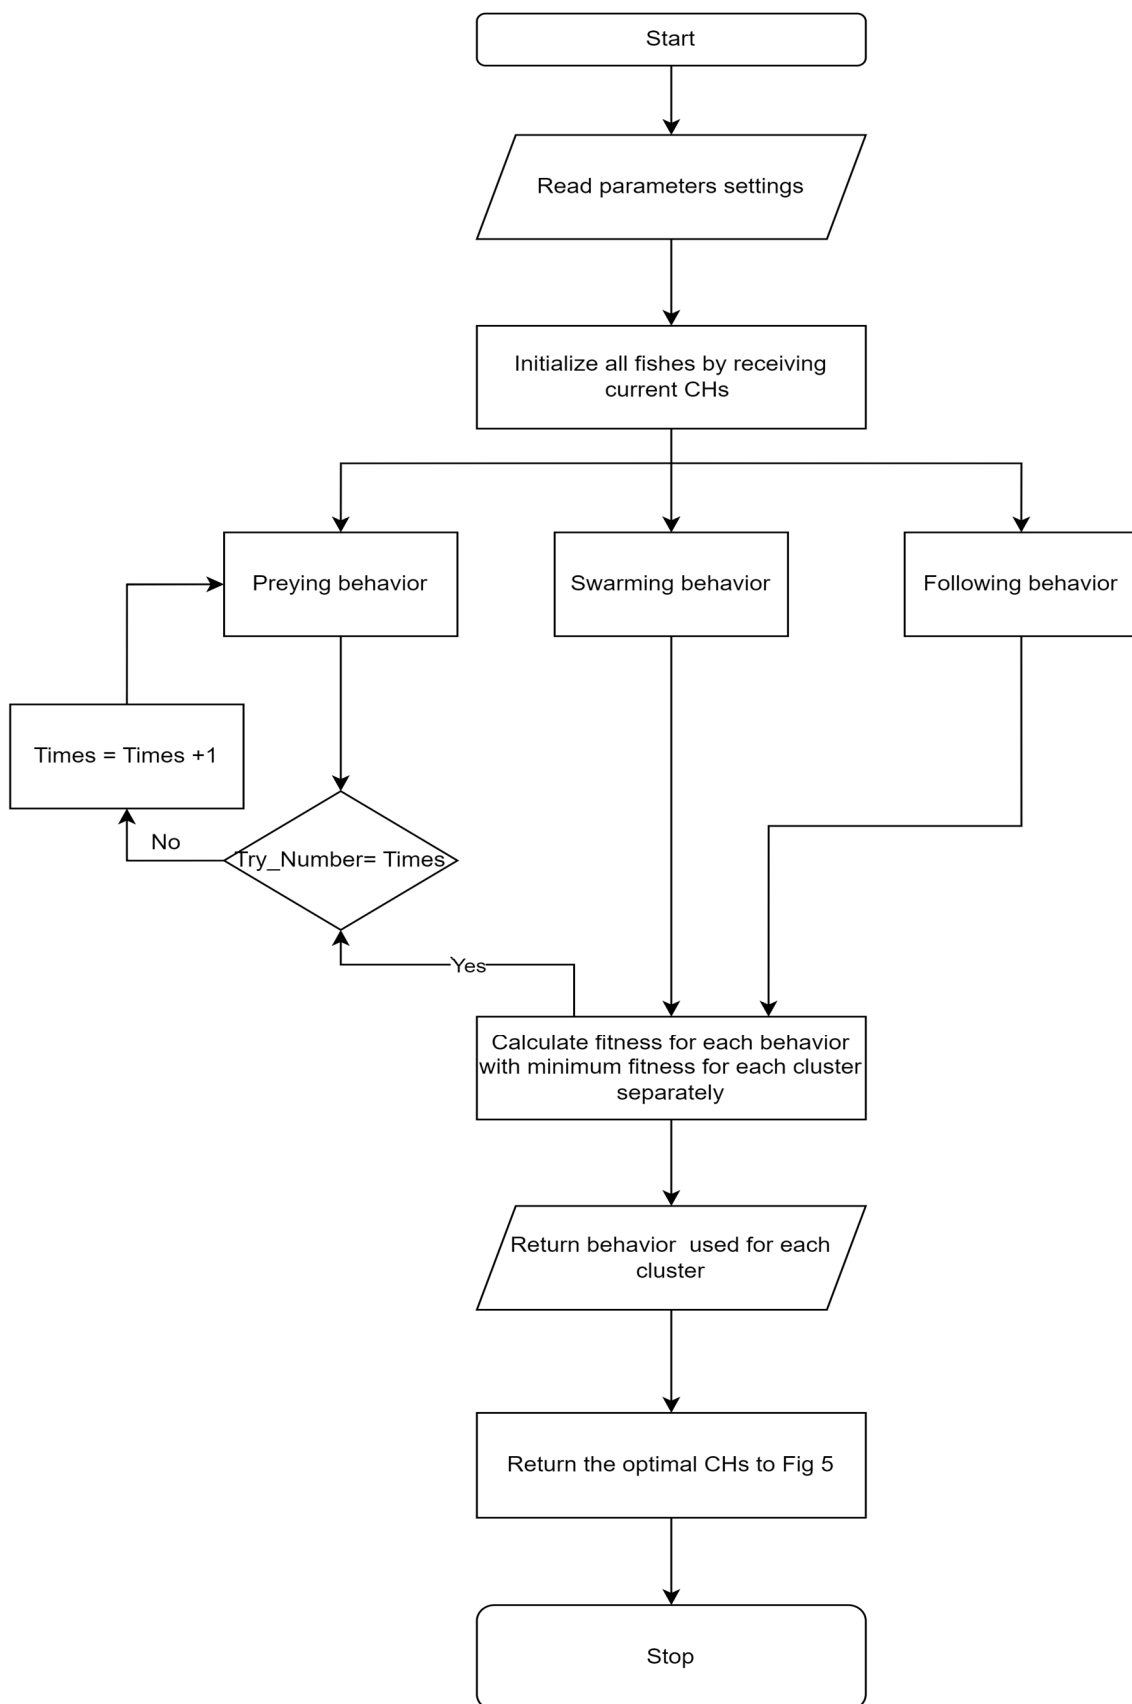 Start
Read parameters settings
Initialize all fishes by receiving
current CHs
Preying behavior
Swarming behavior
Following behavior
Times = Times +1
No
Try_Number= Times
Yes
Calculate fitness for each behavior
with minimum fitness for each cluster
separately
Return behavior  used for each
cluster
Return the optimal CHs to Fig 5
Stop